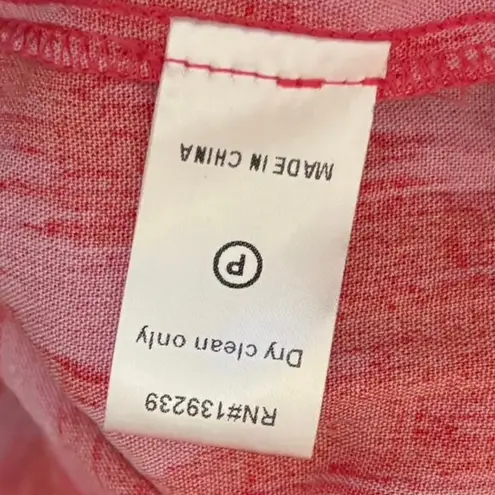 RN#139239
Dry clean only
P
MADE IN CHINA